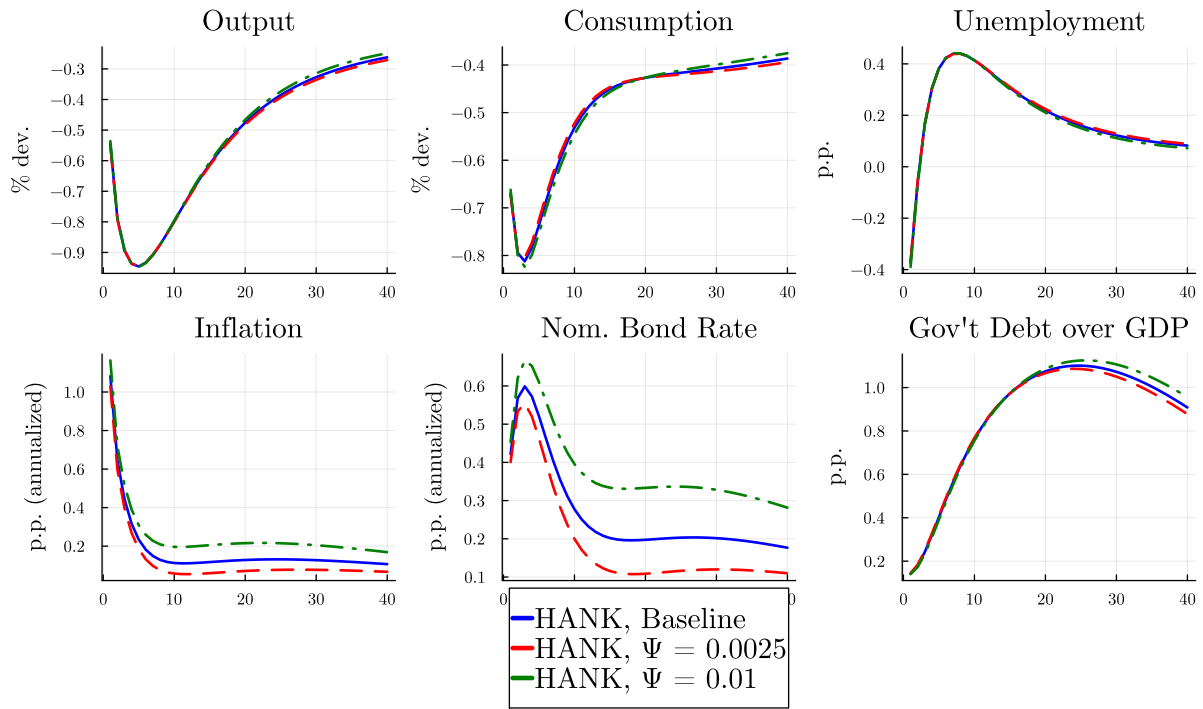 Output
Consumption
Unemployment
% dev.
−0.3
−0.4
−0.5
−0.6
−0.7
−0.8
−0.9
0 10 20 30 40
% dev.
−0.4
−0.5
−0.6
−0.7
−0.8
0 10 20 30 40
p.p.
0.4
0.2
0.0
−0.2
−0.4
0 10 20 30 40
Inflation
Nom. Bond Rate
Gov't Debt over GDP
p.p. (annualized)
1.0
0.8
0.6
0.4
0.2
0 10 20 30 40
p.p. (annualized)
0.6
0.5
0.4
0.3
0.2
0.1
0 0
p.p.
1.0
0.8
0.6
0.4
0.2
0 10 20 30 40
HANK, Baseline
HANK, Ψ = 0.0025
HANK, Ψ = 0.01